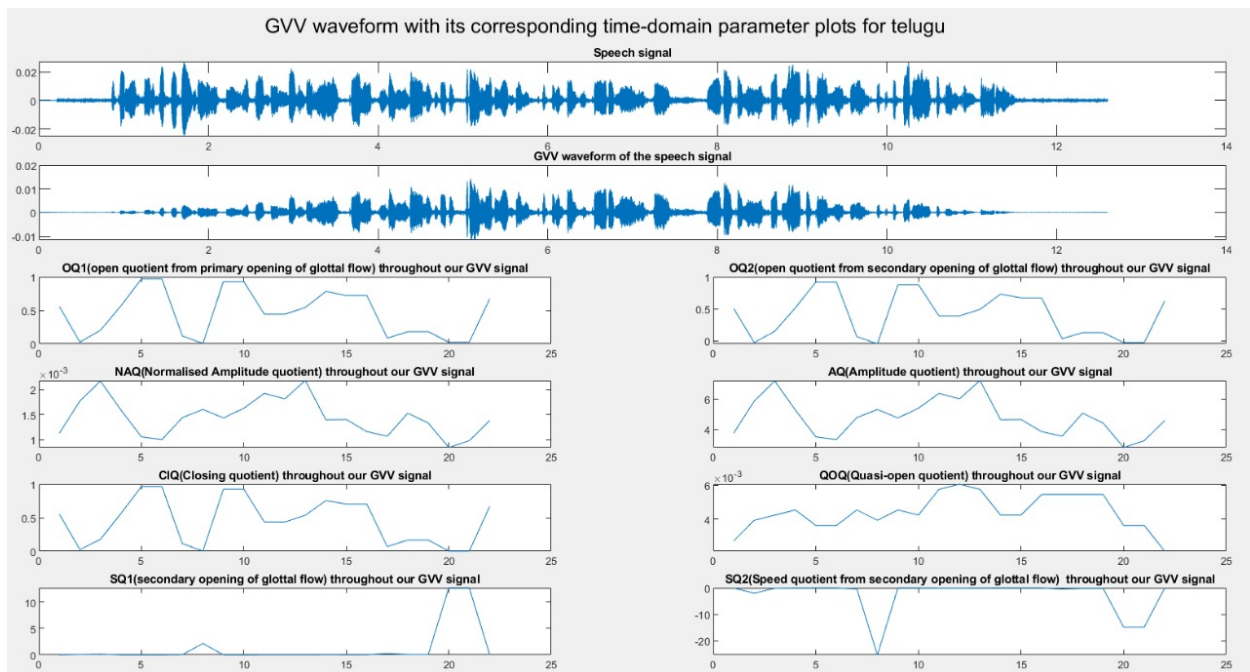 GVV waveform with its corresponding time-domain parameter plots for telugu
Speech signal
0.02
0
-0.02
0 2 4 6 8 10 12 14
GVV waveform of the speech signal
0.02
0.01
0
-0.01
0 2 4 6 8 10 12 14
OQ1(open quotient from primary opening of glottal flow) throughout our GVV signal
1
0.5
0
0 5 10 15 20 25
OQ2(open quotient from secondary opening of glottal flow) throughout our GVV signal
1
0.5
0
0 5 10 15 20 25
NAQ(Normalised Amplitude quotient) throughout our GVV signal
×10-3
2
1.5
1
0 5 10 15 20 25
AQ(Amplitude quotient) throughout our GVV signal
6
4
0 5 10 15 20 25
ClQ(Closing quotient) throughout our GVV signal
1
0.5
0
0 5 10 15 20 25
QOQ(Quasi-open quotient) throughout our GVV signal
×10-3
6
4
0 5 10 15 20 25
SQ1(secondary opening of glottal flow) throughout our GVV signal
10
5
0
0 5 10 15 20 25
SQ2(Speed quotient from secondary opening of glottal flow) throughout our GVV signal
0
-10
-20
0 5 10 15 20 25